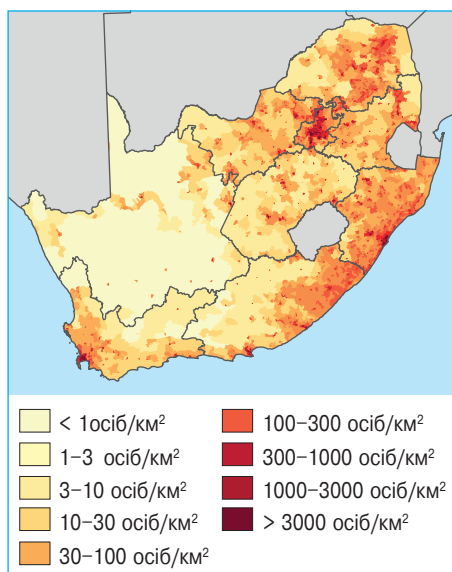 < 1осіб/км²
1–3 осіб/км²
3–10 осіб/км²
10–30 осіб/км²
30–100 осіб/км²
100–300 осіб/км²
300–1000 осіб/км²
1000–3000 осіб/км²
> 3000 осіб/км²